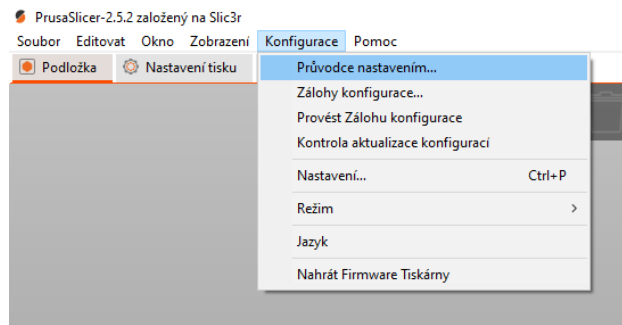 PrusaSlicer-2.5.2 založený na Slic3r
Soubor Editovat Okno Zobrazení Konfigurace Pomoc
Podložka Nastavení tisku
Průvodce nastavením...
Zálohy konfigurace...
Provést Zálohu konfigurace
Kontrola aktualizace konfigurací
Nastavení... Ctrl+P
Režim >
Jazyk
Nahrát Firmware Tiskárny